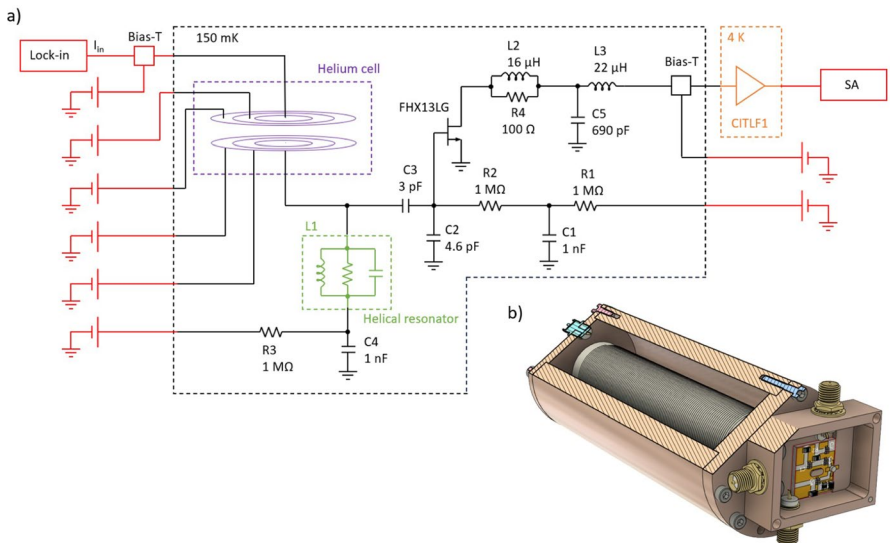 a)
Lock-in
I_in
Bias-T
150 mK
Helium cell
FHX13LG
L2
16 μH
R4
100 Ω
L3
22 μH
C5
690 pF
Bias-T
4 K
CITLF1
SA
C3
3 pF
R2
1 MΩ
R1
1 MΩ
C2
4.6 pF
C1
1 nF
L1
Helical resonator
R3
1 MΩ
C4
1 nF
b)